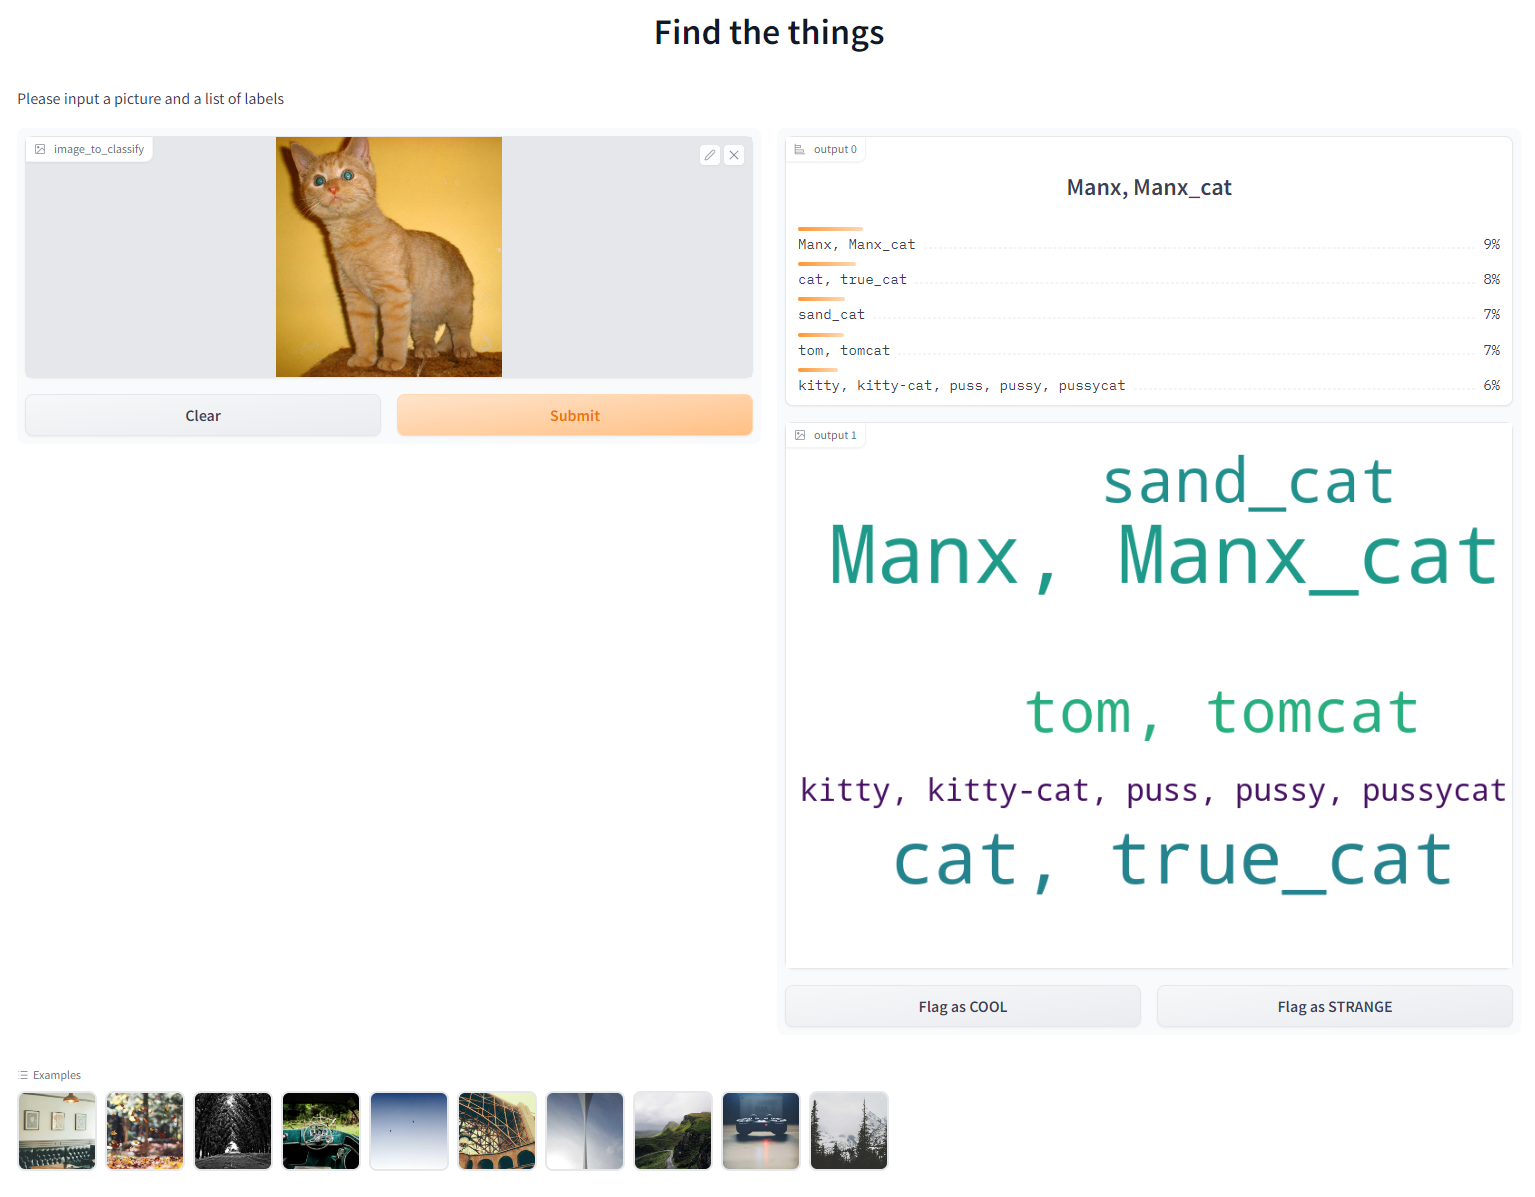 Find the things
Please input a picture and a list of labels
image_to_classify
Clear
Submit
output 0
Manx, Manx_cat
Manx, Manx_cat 9%
cat, true_cat 8%
sand_cat 7%
tom, tomcat 7%
kitty, kitty-cat, puss, pussy, pussycat 6%
output 1
sand_cat
Manx, Manx_cat
tom, tomcat
kitty, kitty-cat, puss, pussy, pussycat
cat, true_cat
Flag as COOL
Flag as STRANGE
Examples